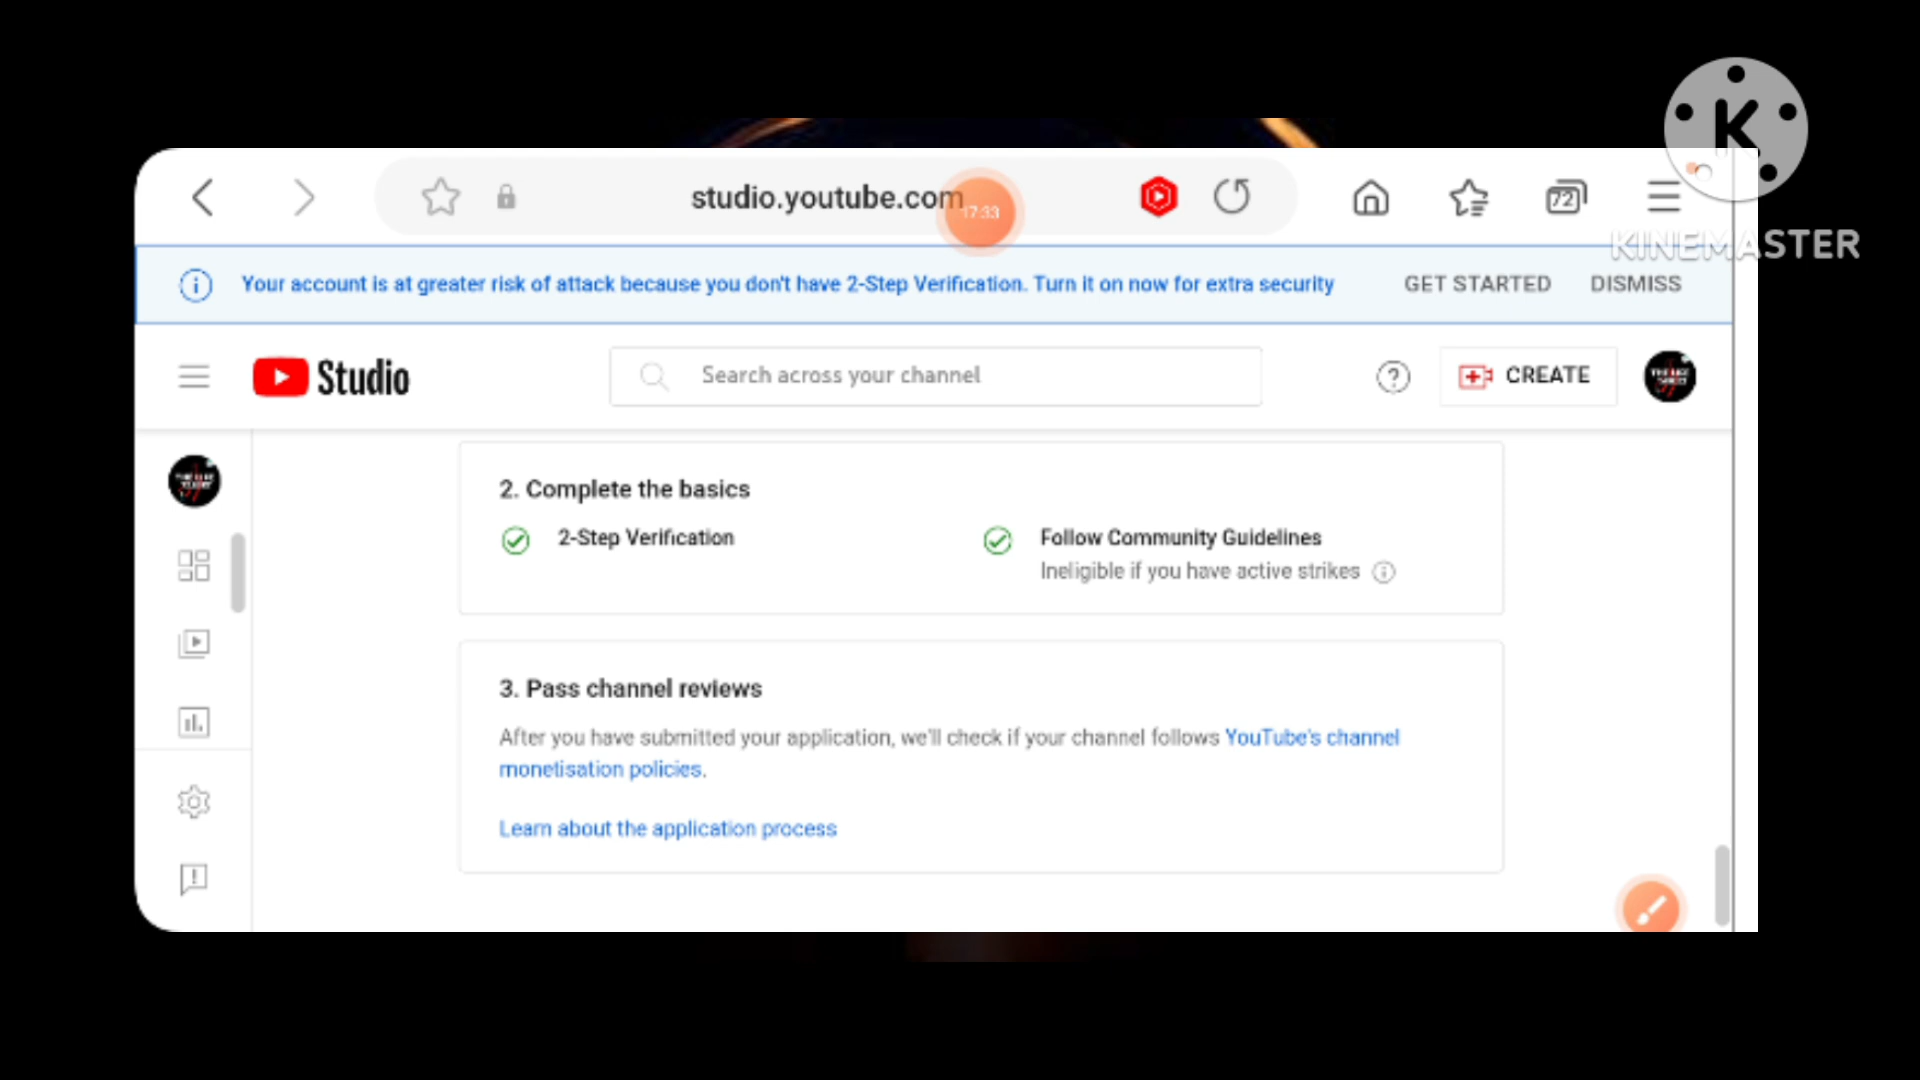 K
KINEMASTER
studio.youtube.com
17:33
72
Your account is at greater risk of attack because you don't have 2-Step Verification. Turn it on now for extra security
GET STARTED
DISMISS
Studio
Search across your channel
CREATE
2. Complete the basics
2-Step Verification
Follow Community Guidelines
Ineligible if you have active strikes
3. Pass channel reviews
After you have submitted your application, we'll check if your channel follows YouTube's channel
monetisation policies.
Learn about the application process